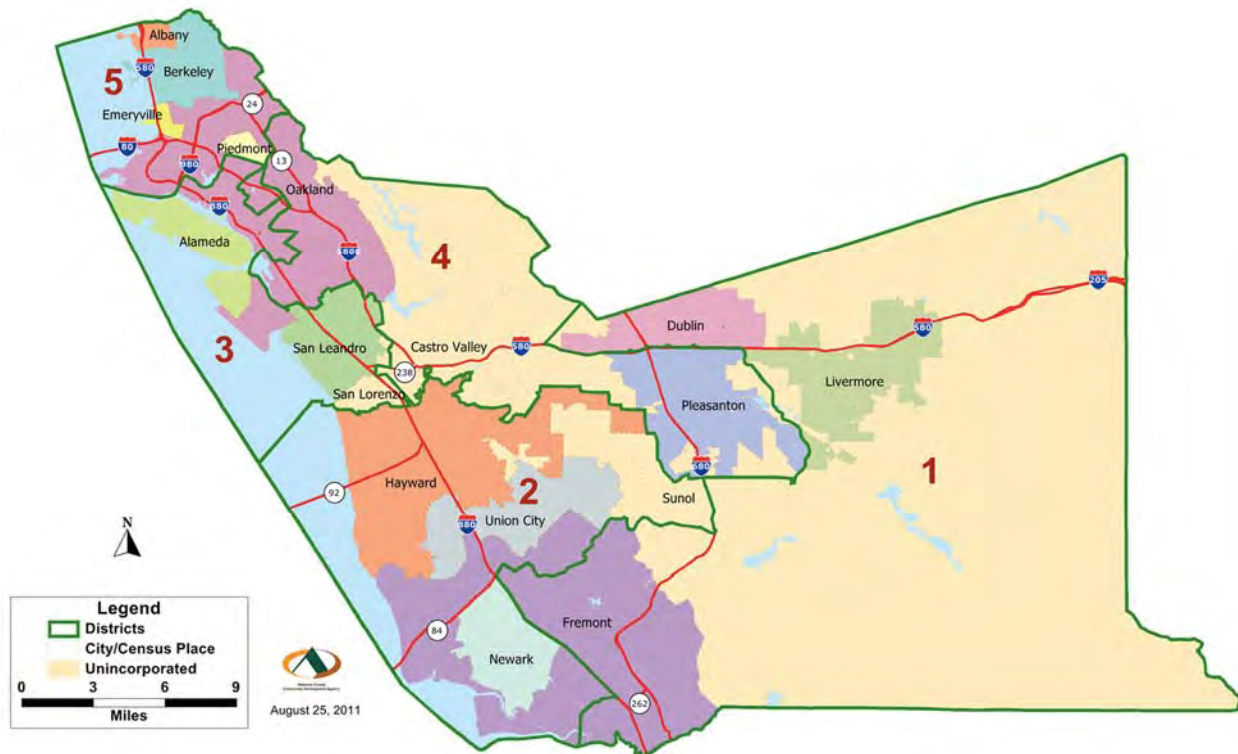 Albany
580
5
Berkeley
24
Emeryville
80
980
Piedmont
13
Oakland
880
Alameda
580
4
205
Dublin
580
3
San Leandro
Castro Valley
580
238
Livermore
San Lorenzo
Pleasanton
680
1
Hayward
92
2
Sunol
N
880
Union City
Legend
Districts
City/Census Place
Unincorporated
0 3 6 9
Miles
84
Fremont
Newark
262
August 25, 2011